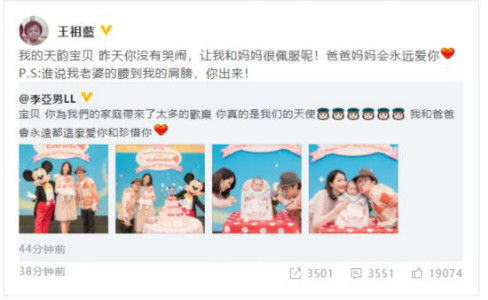 王祖藍
我的天韵宝贝 昨天你没有哭闹，让我和妈妈很佩服呢！爸爸妈妈会永远爱你
P.S:谁说我老婆的腰到我的肩膀，你出来！
@李亞男LL
宝贝 你為我們的家庭帶來了太多的歡樂 你真的是我们的天使 我和爸爸
會永遠都這麼愛你和珍惜你
44分钟前
38分钟前 3501 3551 19074